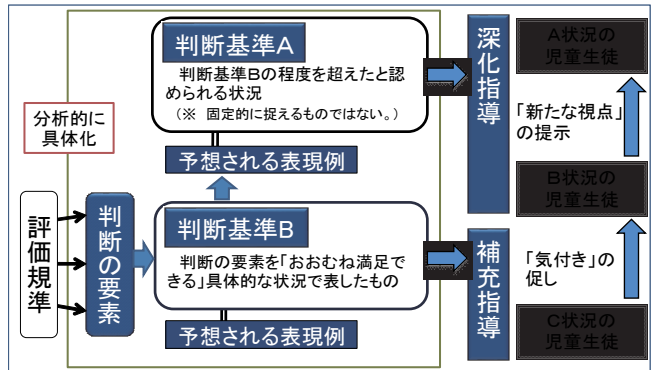 判断基準A
判断基準Bの程度を超えたと認
められる状況
(※ 固定的に捉えるものではない。)
予想される表現例
分析的に
具体化
評価規準
判断の要素
判断基準B
判断の要素を「おおむね満足で
きる」具体的な状況で表したもの
予想される表現例
深化指導
補充指導
A状況の
児童生徒
「新たな視点」
の提示
B状況の
児童生徒
「気付き」の
促し
C状況の
児童生徒